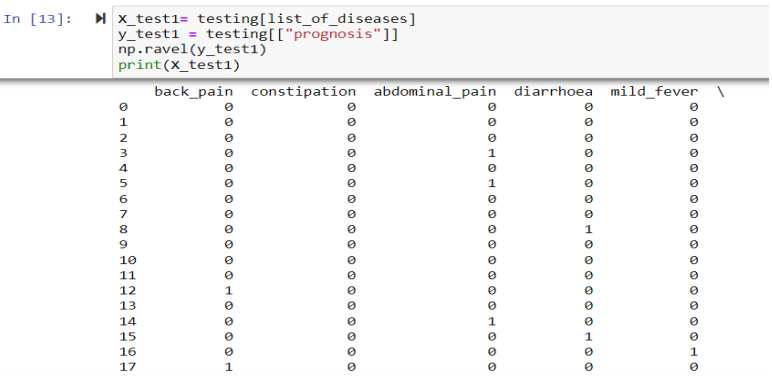 In [13]: X_test1= testing[list_of_diseases]
y_test1 = testing[["prognosis"]]
np.ravel(y_test1)
print(X_test1)
back_pain constipation abdominal_pain diarrhoea mild_fever \
0 0 0 0 0 0
1 0 0 0 0 0
2 0 0 0 0 0
3 0 0 1 0 0
4 0 0 0 0 0
5 0 0 1 0 0
6 0 0 0 0 0
7 0 0 0 0 0
8 0 0 0 1 0
9 0 0 0 0 0
10 0 0 0 0 0
11 0 0 0 0 0
12 1 0 0 0 0
13 0 0 0 0 0
14 0 0 1 0 0
15 0 0 0 1 0
16 0 0 0 0 1
17 1 0 0 0 0